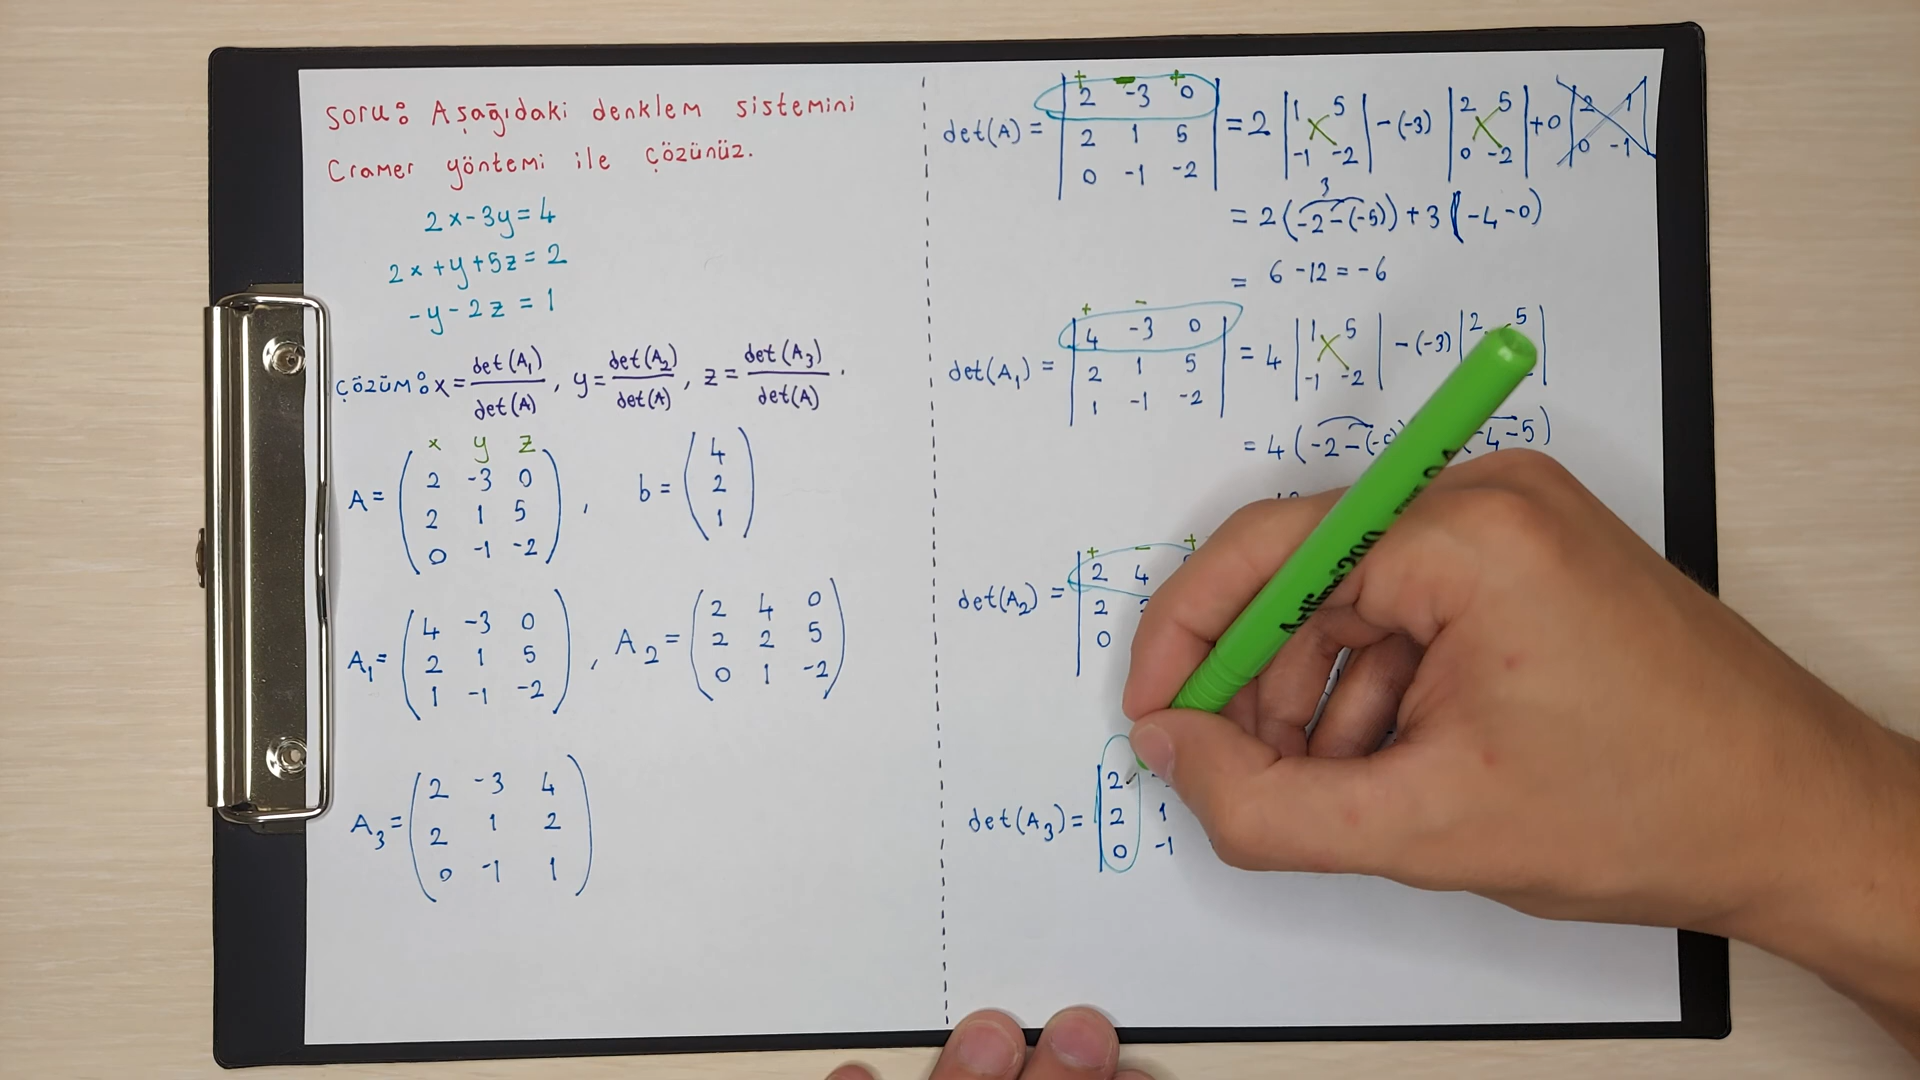 Soru: Aşağıdaki denklem sistemini
Cramer yöntemi ile çözünüz.
2x-3y=4
2x+y+5z=2
-y-2z=1
çözüm: x= det(A₁)/det(A), y= det(A₂)/det(A), z= det(A₃)/det(A).
x y z
A= ( 2 -3 0
2 1 5
0 -1 -2 ), b= ( 4
2
1 )
A₁= ( 4 -3 0
2 1 5
1 -1 -2 ), A₂= ( 2 4 0
2 2 5
0 1 -2 )
A₃= ( 2 -3 4
2 1 2
0 -1 1 )
+ - +
det(A) = | 2 -3 0 | = 2 | 1 5 | -(-3) | 2 5 | +0 | 2 1 |
| 2 1 5 | | -1 -2 | | 0 -2 | | 0 -1 |
| 0 -1 -2 |
3
= 2(-2-(-5)) + 3(-4-0)
= 6-12=-6
+ -
det(A₁) = | 4 -3 0 | = 4 | 1 5 | -(-3) | 2 5 |
| 2 1 5 | | -1 -2 |
| 1 -1 -2 |
= 4(-2-(-5) -4-5)
+ - +
det(A₂) = | 2 4
| 2
| 0
det(A₃)= | 2
| 2 1
| 0 -1
Artline 200